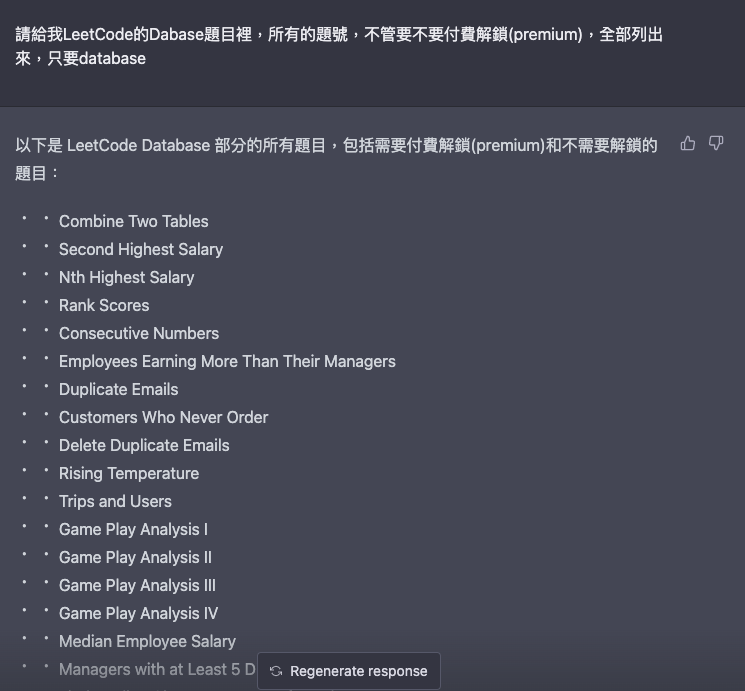 請給我LeetCode的Dabase題目裡，所有的題號，不管要不要付費解鎖(premium)，全部列出
來，只要database
以下是 LeetCode Database 部分的所有題目，包括需要付費解鎖(premium)和不需要解鎖的
題目：
Combine Two Tables
Second Highest Salary
Nth Highest Salary
Rank Scores
Consecutive Numbers
Employees Earning More Than Their Managers
Duplicate Emails
Customers Who Never Order
Delete Duplicate Emails
Rising Temperature
Trips and Users
Game Play Analysis I
Game Play Analysis II
Game Play Analysis III
Game Play Analysis IV
Median Employee Salary
Managers with at Least 5 D
Regenerate response